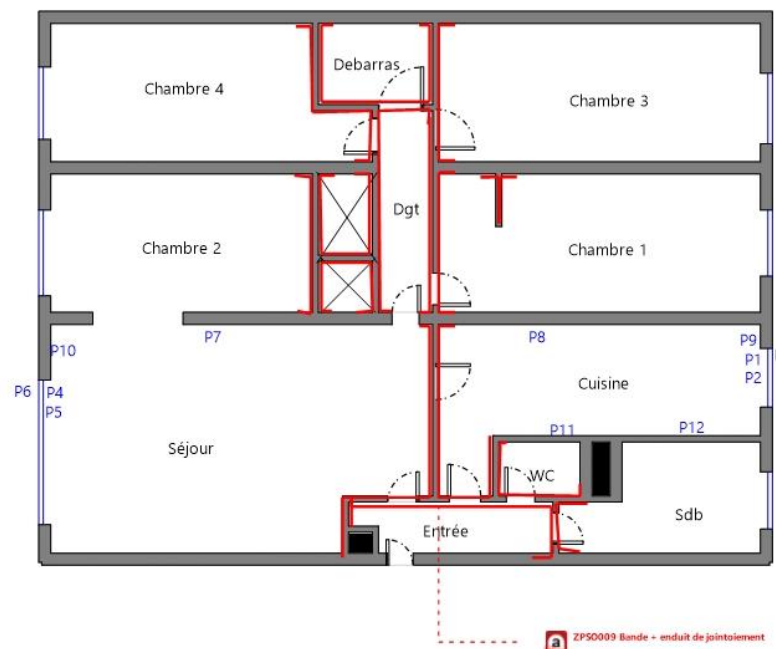 Debarras
Chambre 4
Chambre 3
Dgt
Chambre 2
Chambre 1
P7
P8
P9
P10
P1
P6
P4
P2
P5
Cuisine
P11
P12
Séjour
WC
Sdb
Entrée
a
ZPSO009 Bande + enduit de jointoiement